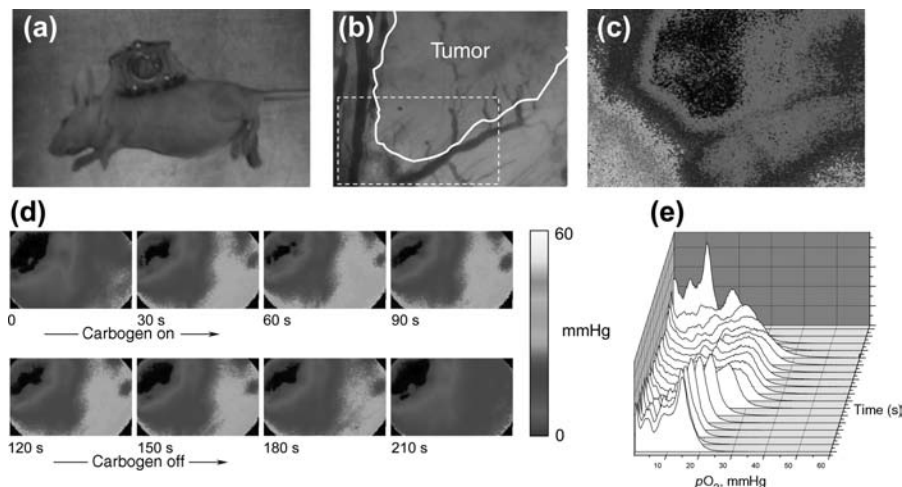 (a)
(b)
Tumor
(c)
(d)
0
30 s
60 s
90 s
Carbogen on
120 s
150 s
180 s
210 s
Carbogen off
60
mmHg
0
(e)
Time (s)
10
20
30
40
50
60
pO₂, mmHg